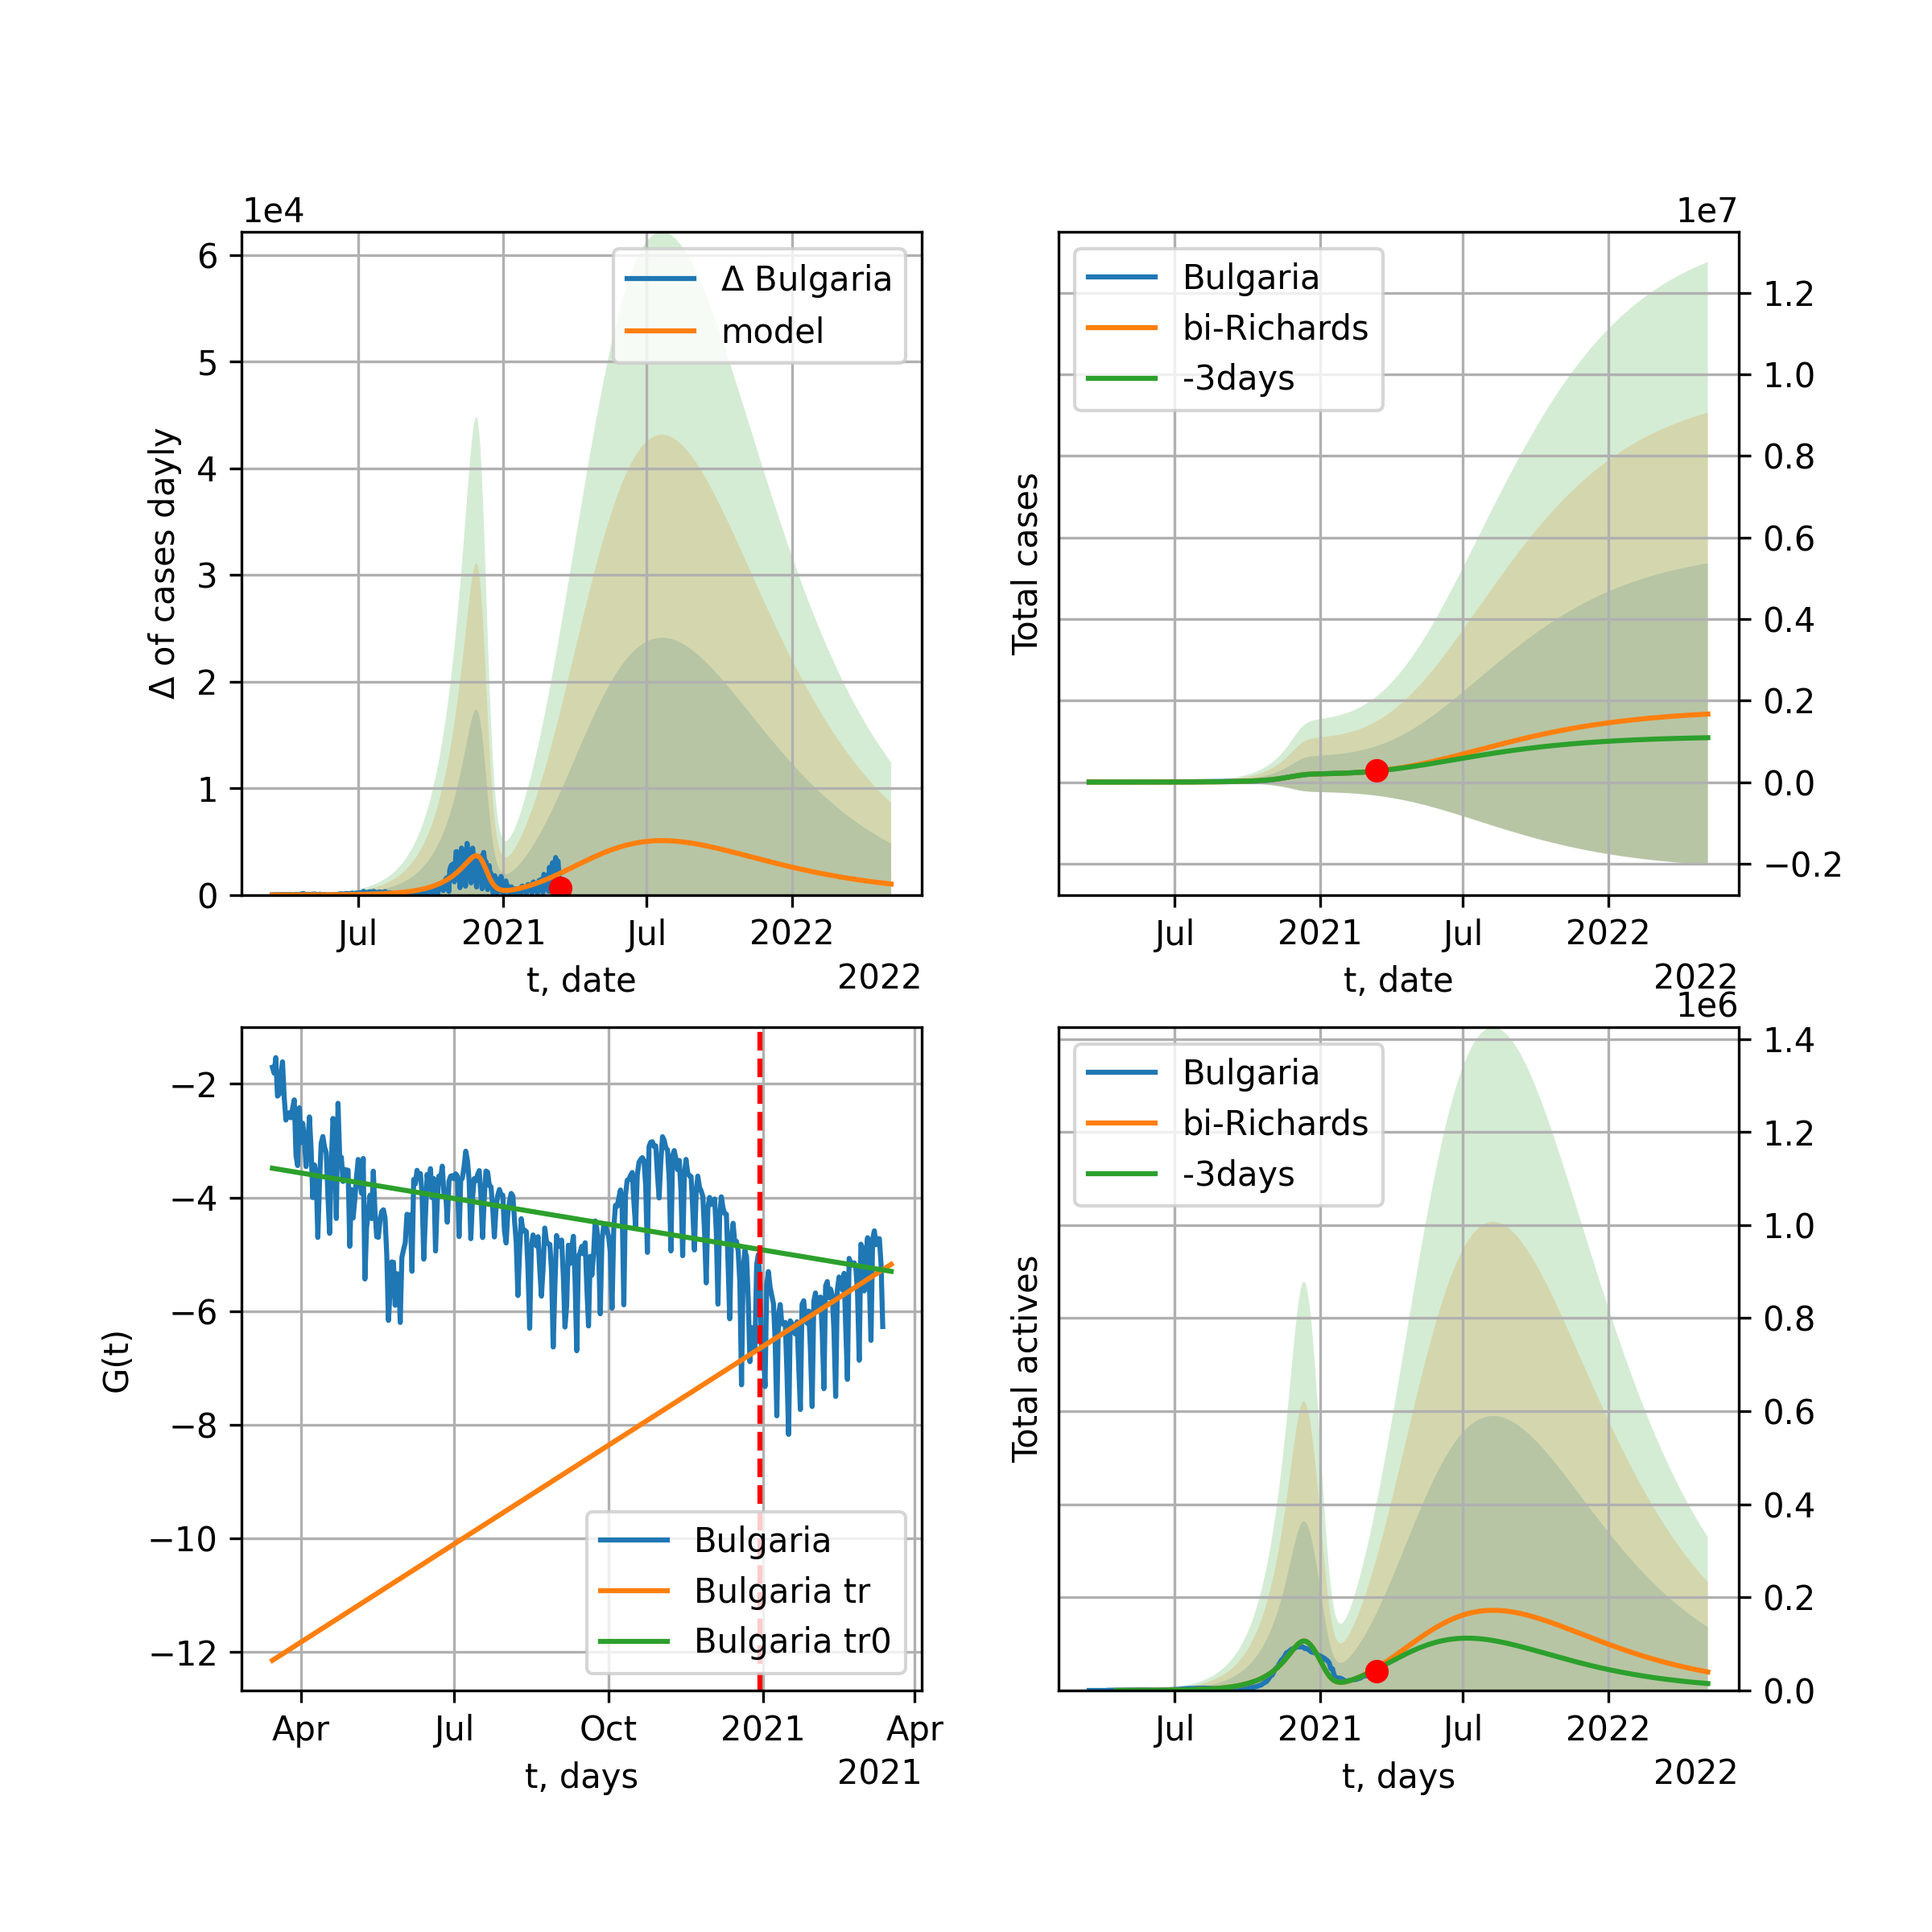 1e4
6
5
4
3
2
1
0
Δ of cases dayly
Δ Bulgaria
model
Jul
2021
Jul
2022
t, date
2022
1e7
1.2
1.0
0.8
0.6
0.4
0.2
0.0
−0.2
Total cases
Bulgaria
bi-Richards
-3days
Jul
2021
Jul
2022
t, date
2022
−2
−4
−6
−8
−10
−12
G(t)
Bulgaria
Bulgaria tr
Bulgaria tr0
Apr
Jul
Oct
2021
Apr
t, days
2021
1e6
1.4
1.2
1.0
0.8
0.6
0.4
0.2
0.0
Total actives
Bulgaria
bi-Richards
-3days
Jul
2021
Jul
2022
t, days
2022